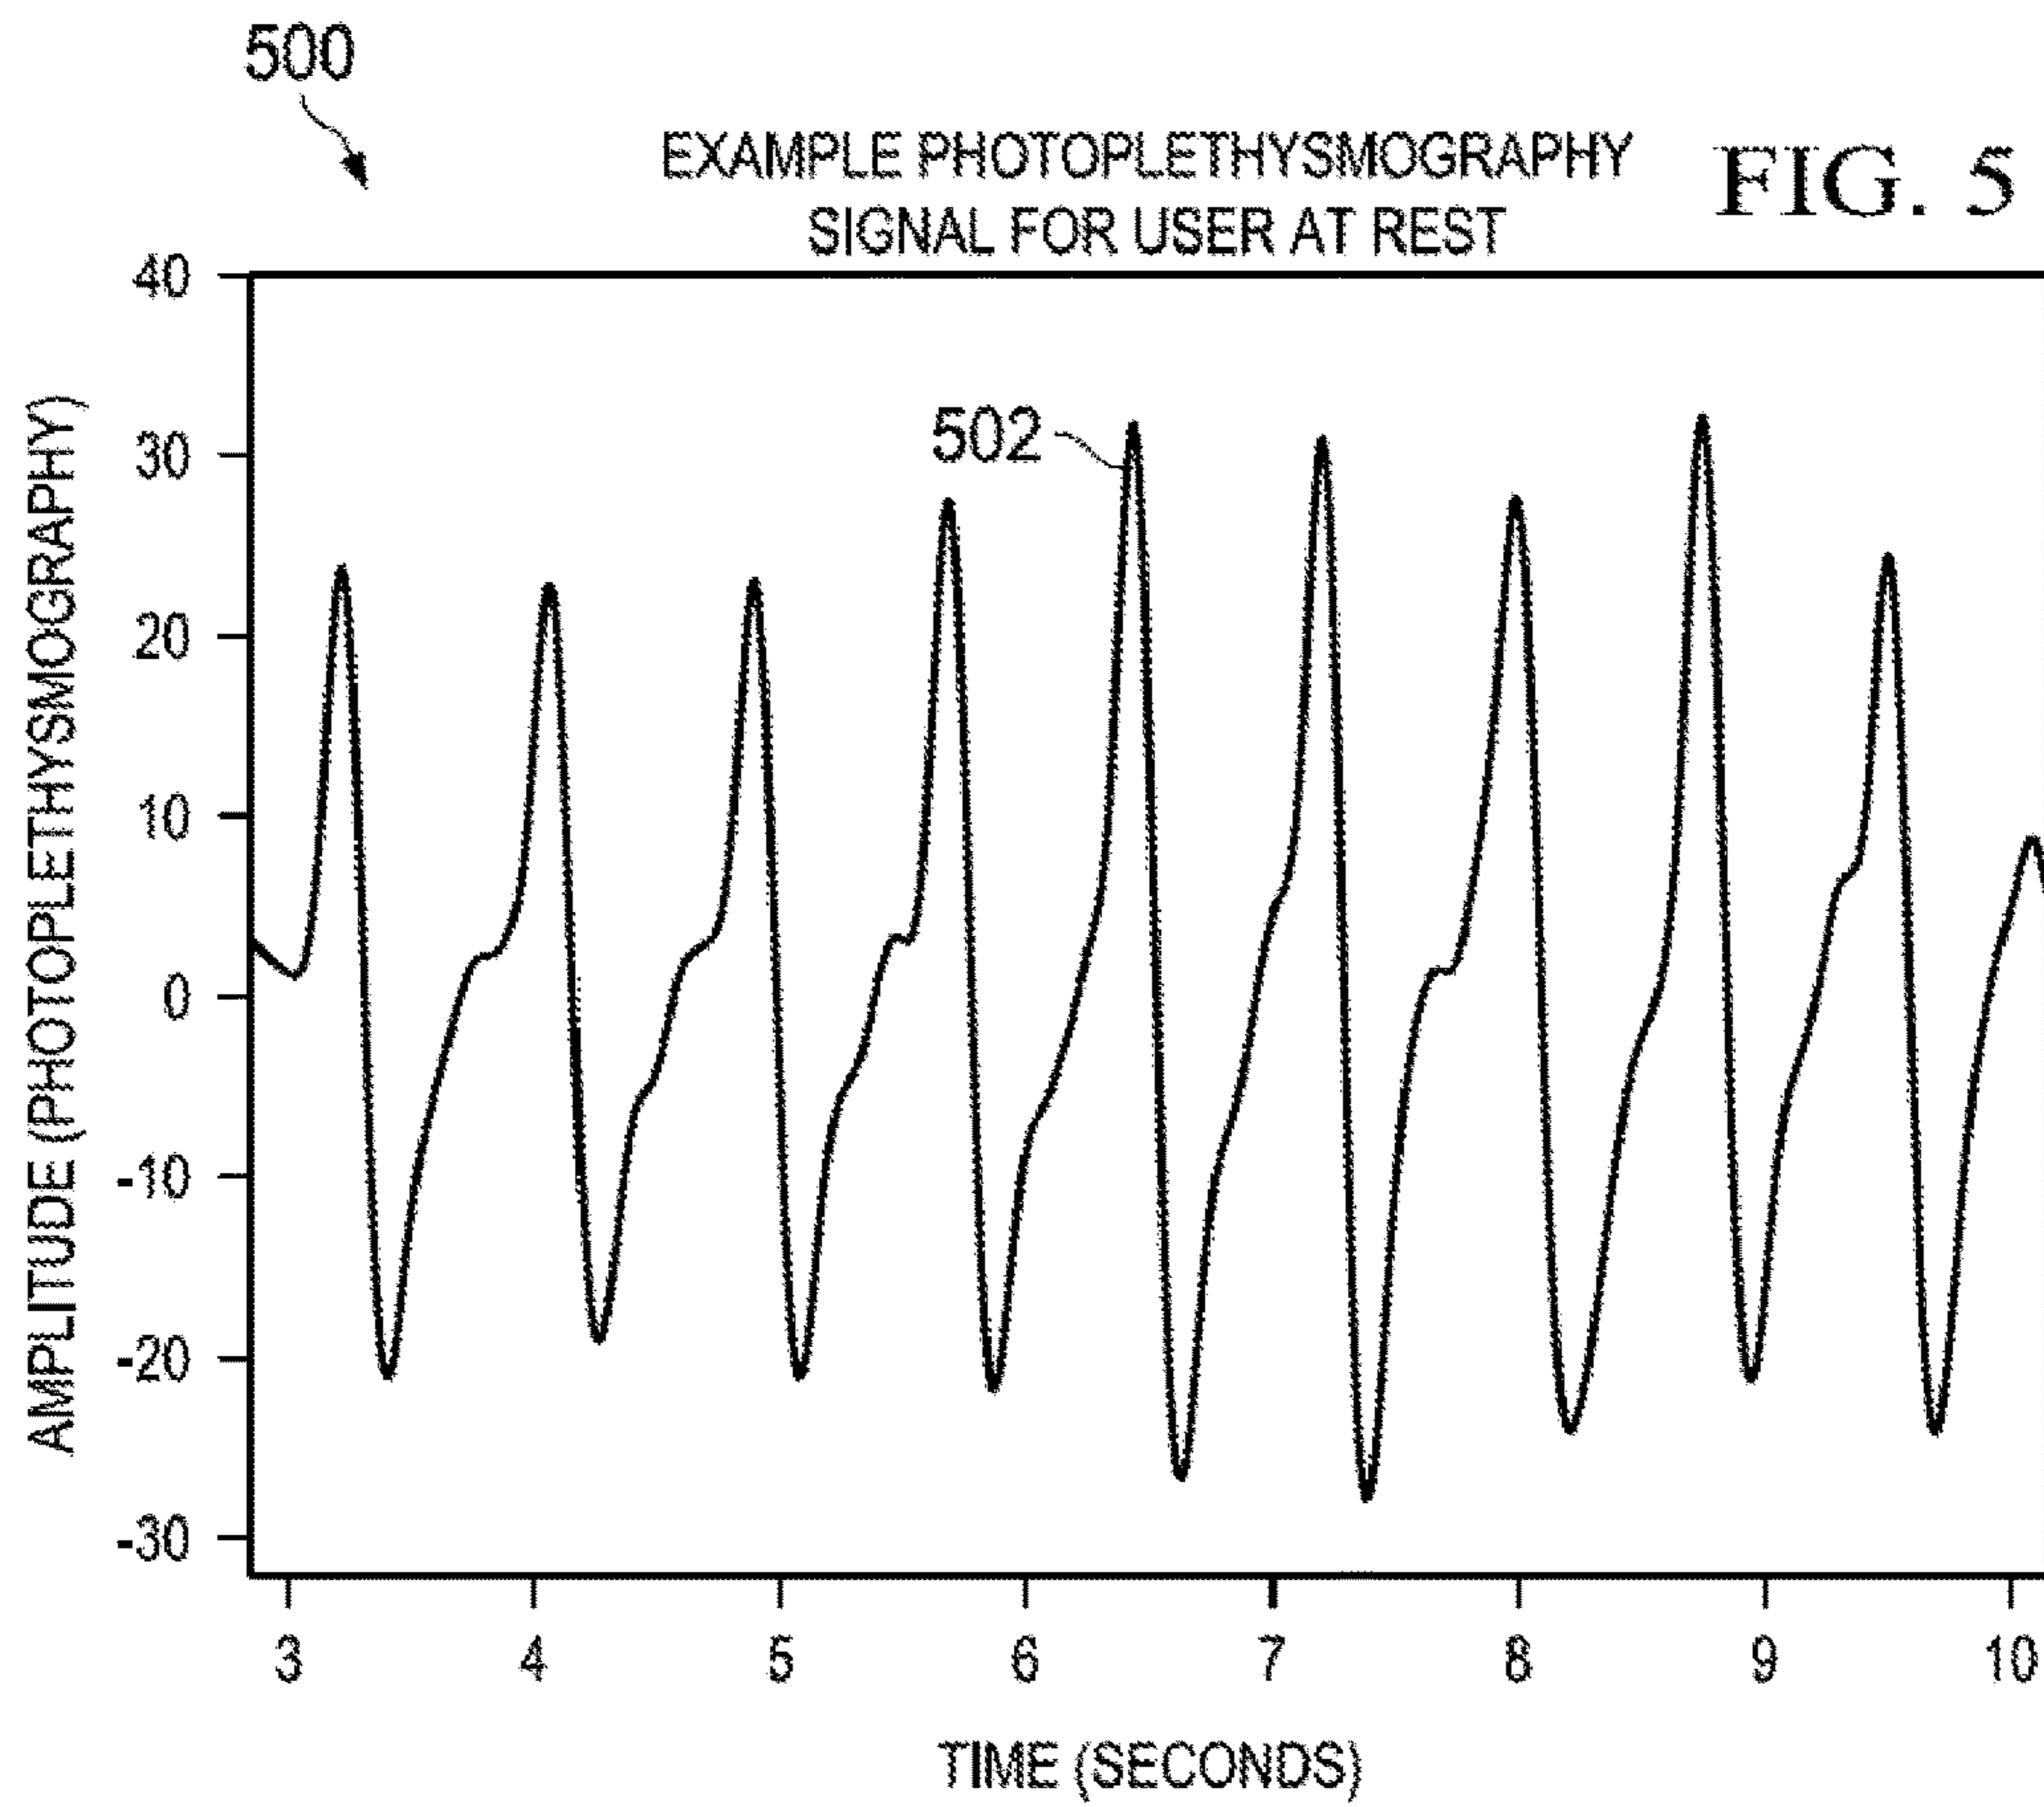 500
EXAMPLE PHOTOPLETHYSMOGRAPHY
SIGNAL FOR USER AT REST
FIG. 5
AMPLITUDE (PHOTOPLETHYSMOGRAPHY)
40
30
20
10
0
-10
-20
-30
502
3 4 5 6 7 8 9 10
TIME (SECONDS)